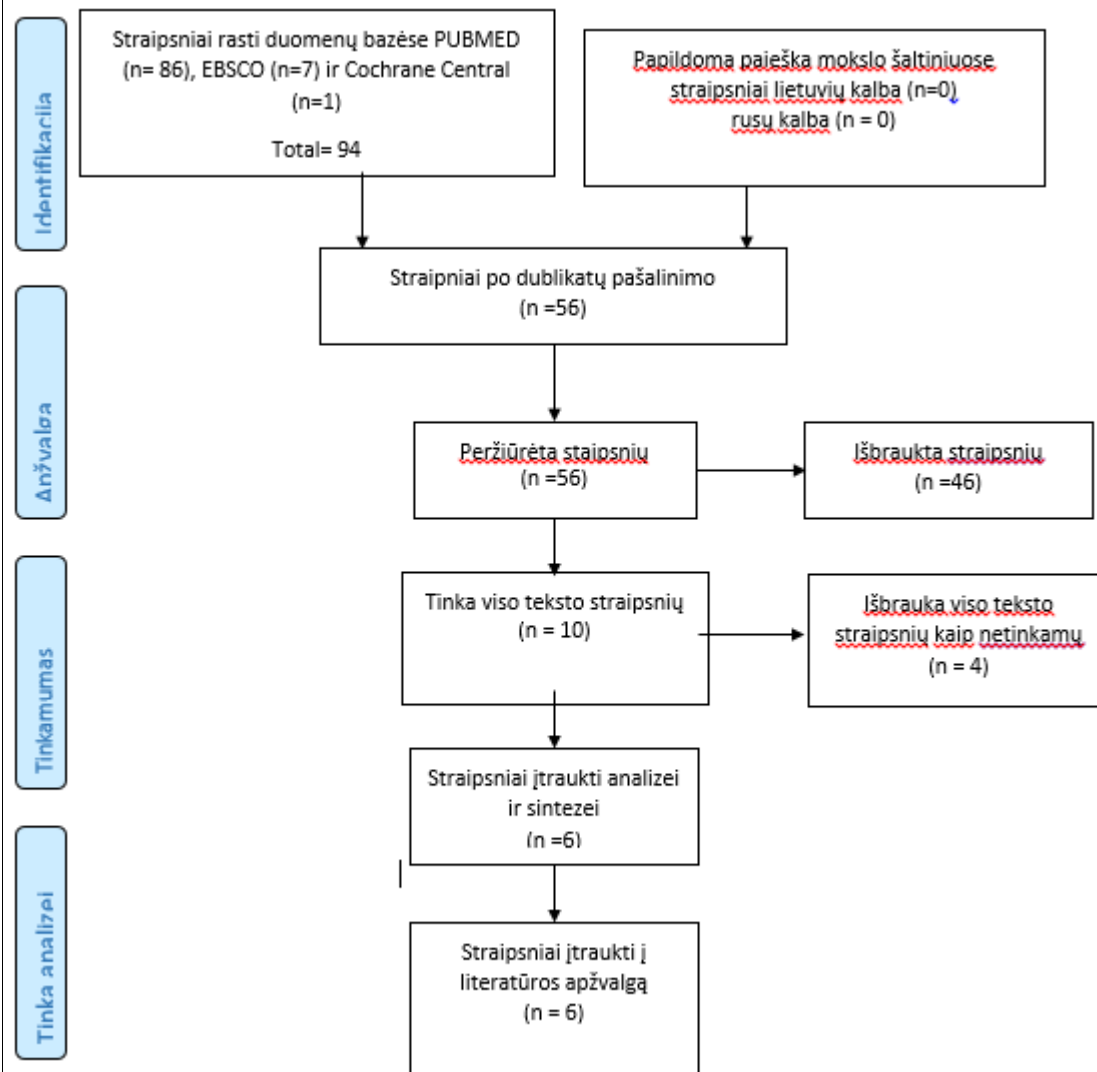 Identifikacija
Straipsniai rasti duomenų bazėse PUBMED
(n= 86), EBSCO (n=7) ir Cochrane Central
(n=1)
Total= 94
Papildoma paieška mokslo šaltiniuose
straipsniai lietuvių kalba (n=0)
rusų kalba (n = 0)
Straipniai po dublikatų pašalinimo
(n =56)
Anžvalga
Peržiūrėta staipsnių
(n =56)
Išbraukta straipsnių
(n =46)
Tinkamumas
Tinka viso teksto straipsnių
(n = 10)
Išbrauka viso teksto
straipsnių kaip netinkamų
(n = 4)
Straipsniai įtraukti analizei
ir sintezei
(n =6)
Tinka analizei
Straipsniai įtraukti į
literatūros apžvalgą
(n = 6)